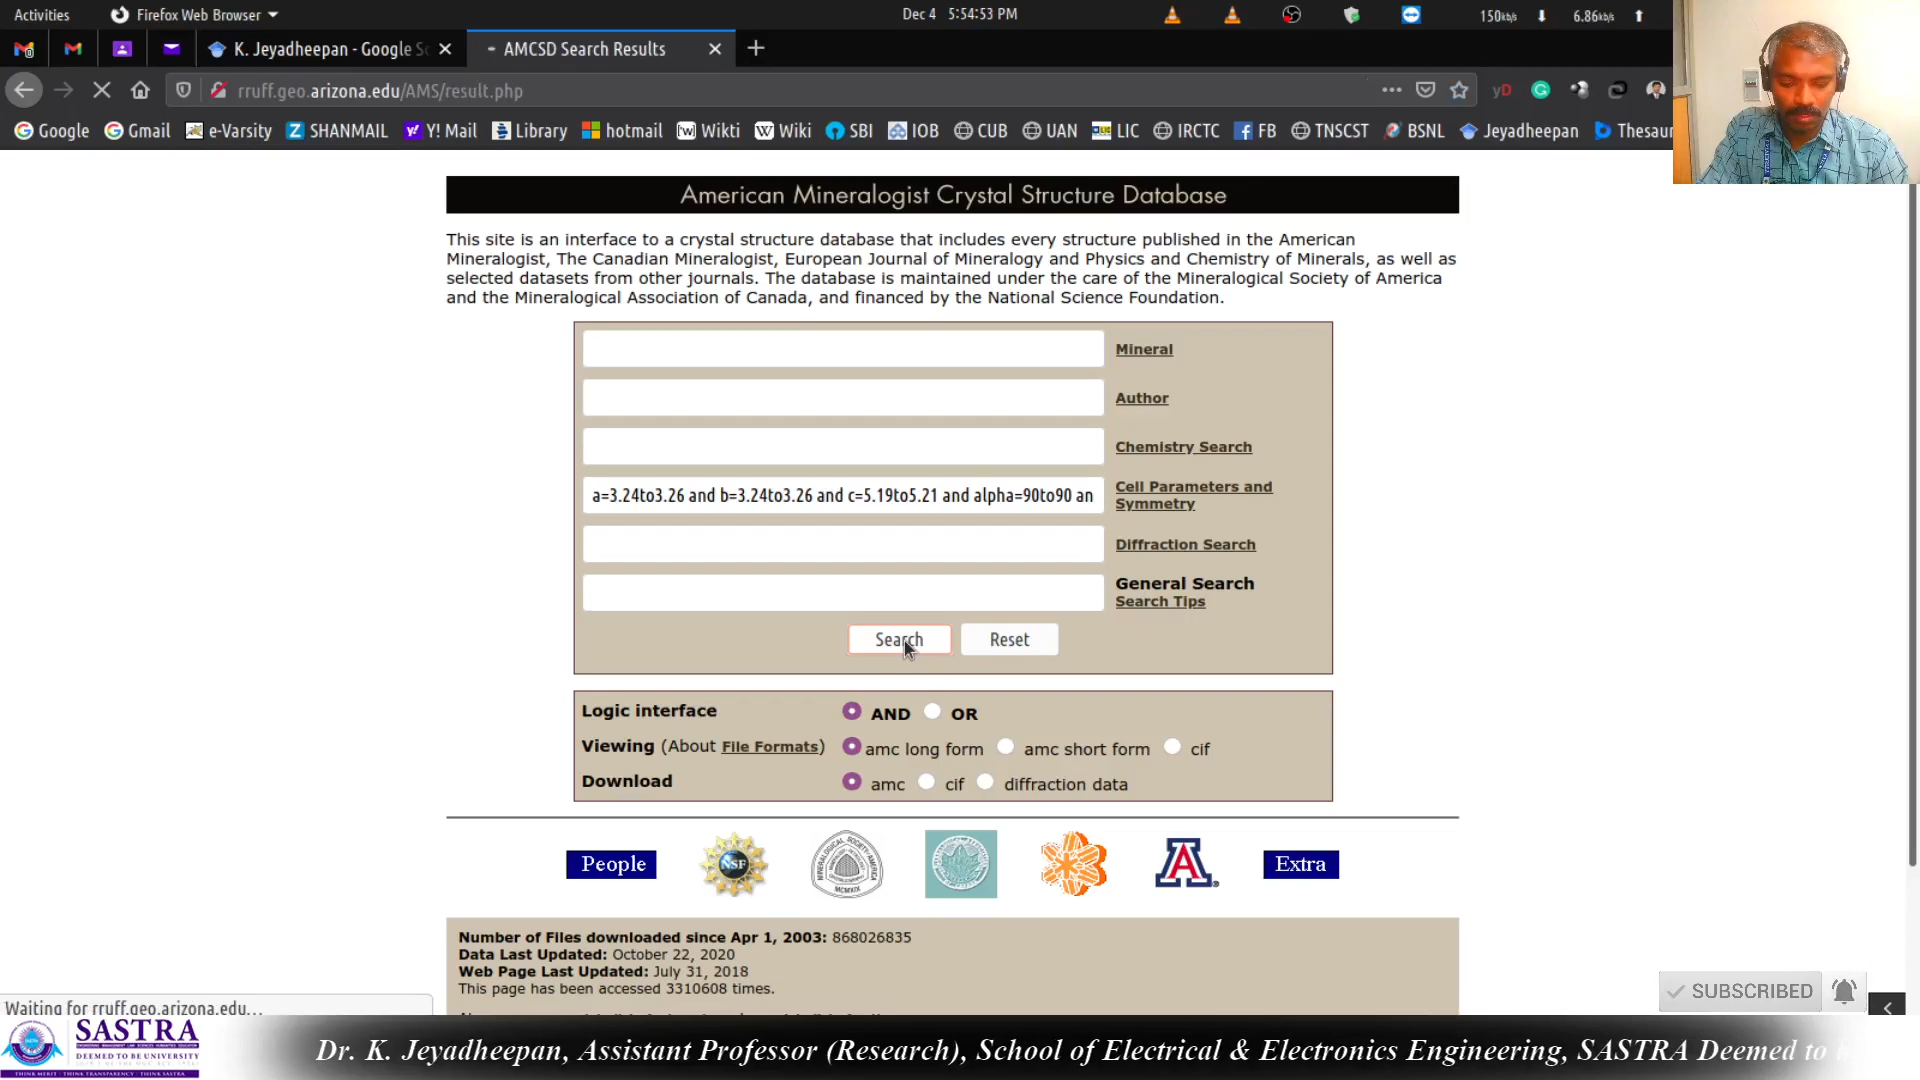 Activities Firefox Web Browser Dec 4 5:54:53 PM 150kb/s 6.86kb/s
K. Jeyadheepan - Google Sc AMCSD Search Results
rruff.geo.arizona.edu/AMS/result.php
Google Gmail e-Varsity SHANMAIL Y! Mail Library hotmail Wikti Wiki SBI IOB CUB UAN LIC IRCTC FB TNSCST BSNL Jeyadheepan Thesaur
American Mineralogist Crystal Structure Database
This site is an interface to a crystal structure database that includes every structure published in the American
Mineralogist, The Canadian Mineralogist, European Journal of Mineralogy and Physics and Chemistry of Minerals, as well as
selected datasets from other journals. The database is maintained under the care of the Mineralogical Society of America
and the Mineralogical Association of Canada, and financed by the National Science Foundation.
Mineral
Author
Chemistry Search
a=3.24to3.26 and b=3.24to3.26 and c=5.19to5.21 and alpha=90to90 an
Cell Parameters and
Symmetry
Diffraction Search
General Search
Search Tips
Search Reset
Logic interface AND OR
Viewing (About File Formats) amc long form amc short form cif
Download amc cif diffraction data
People NSF Extra
Number of Files downloaded since Apr 1, 2003: 868026835
Data Last Updated: October 22, 2020
Web Page Last Updated: July 31, 2018
This page has been accessed 3310608 times.
SUBSCRIBED
Waiting for rruff.geo.arizona.edu...
SASTRA
DEEMED TO BE UNIVERSITY
THINK MERIT | THINK TRANSPARENCY | THINK SASTRA
Dr. K. Jeyadheepan, Assistant Professor (Research), School of Electrical & Electronics Engineering, SASTRA Deemed to